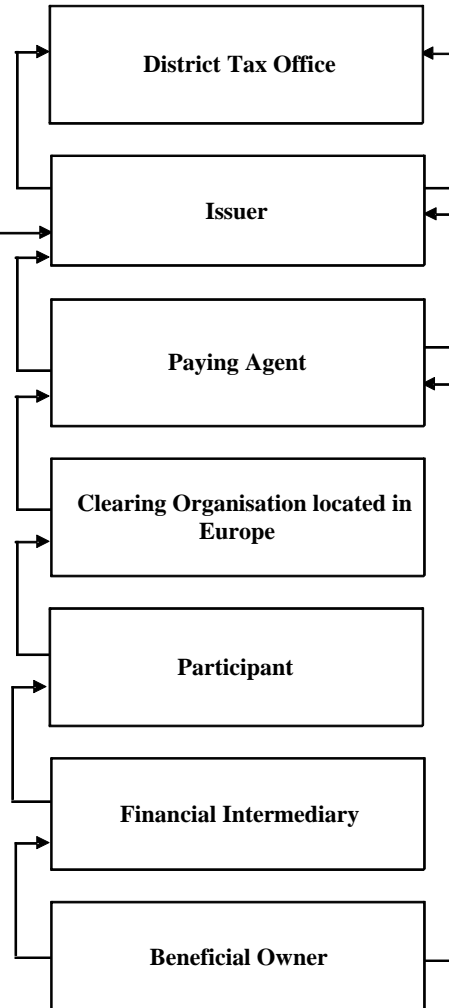 District Tax Office
Issuer
Paying Agent
Clearing Organisation located in
Europe
Participant
Financial Intermediary
Beneficial Owner